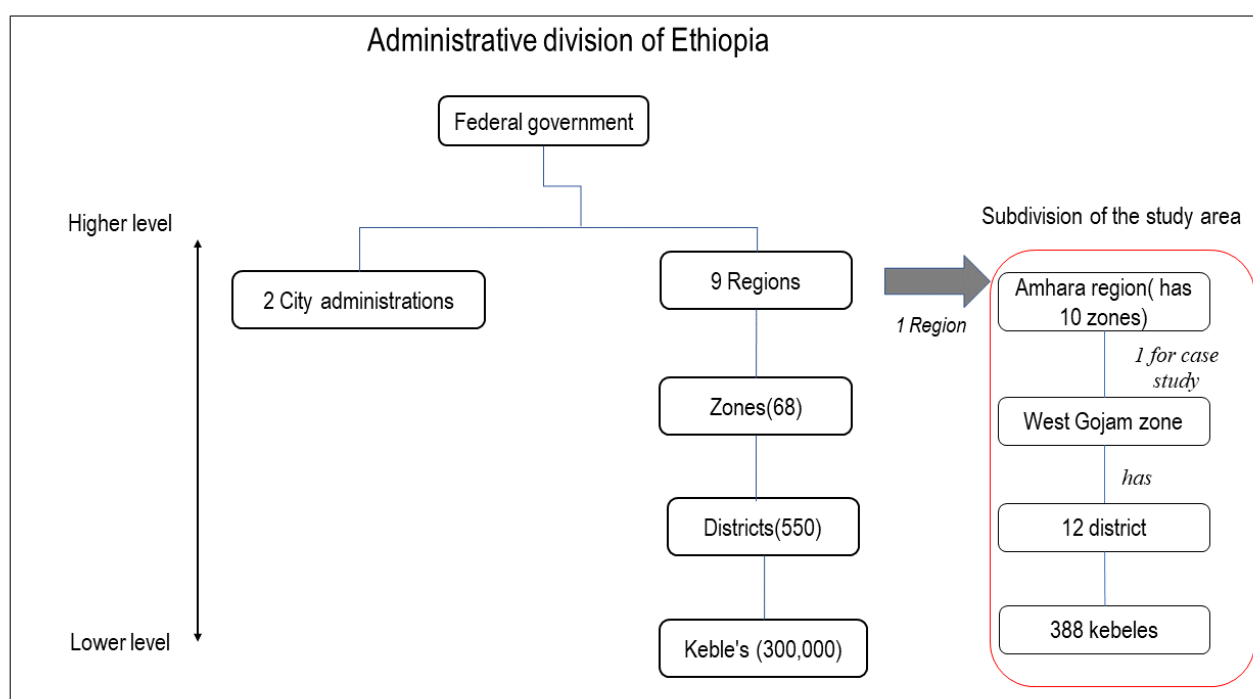 Administrative division of Ethiopia
Federal government
Higher level
2 City administrations
9 Regions
1 Region
Zones(68)
Districts(550)
Lower level
Keble's (300,000)
Subdivision of the study area
Amhara region( has
10 zones)
1 for case
study
West Gojam zone
has
12 district
388 kebeles